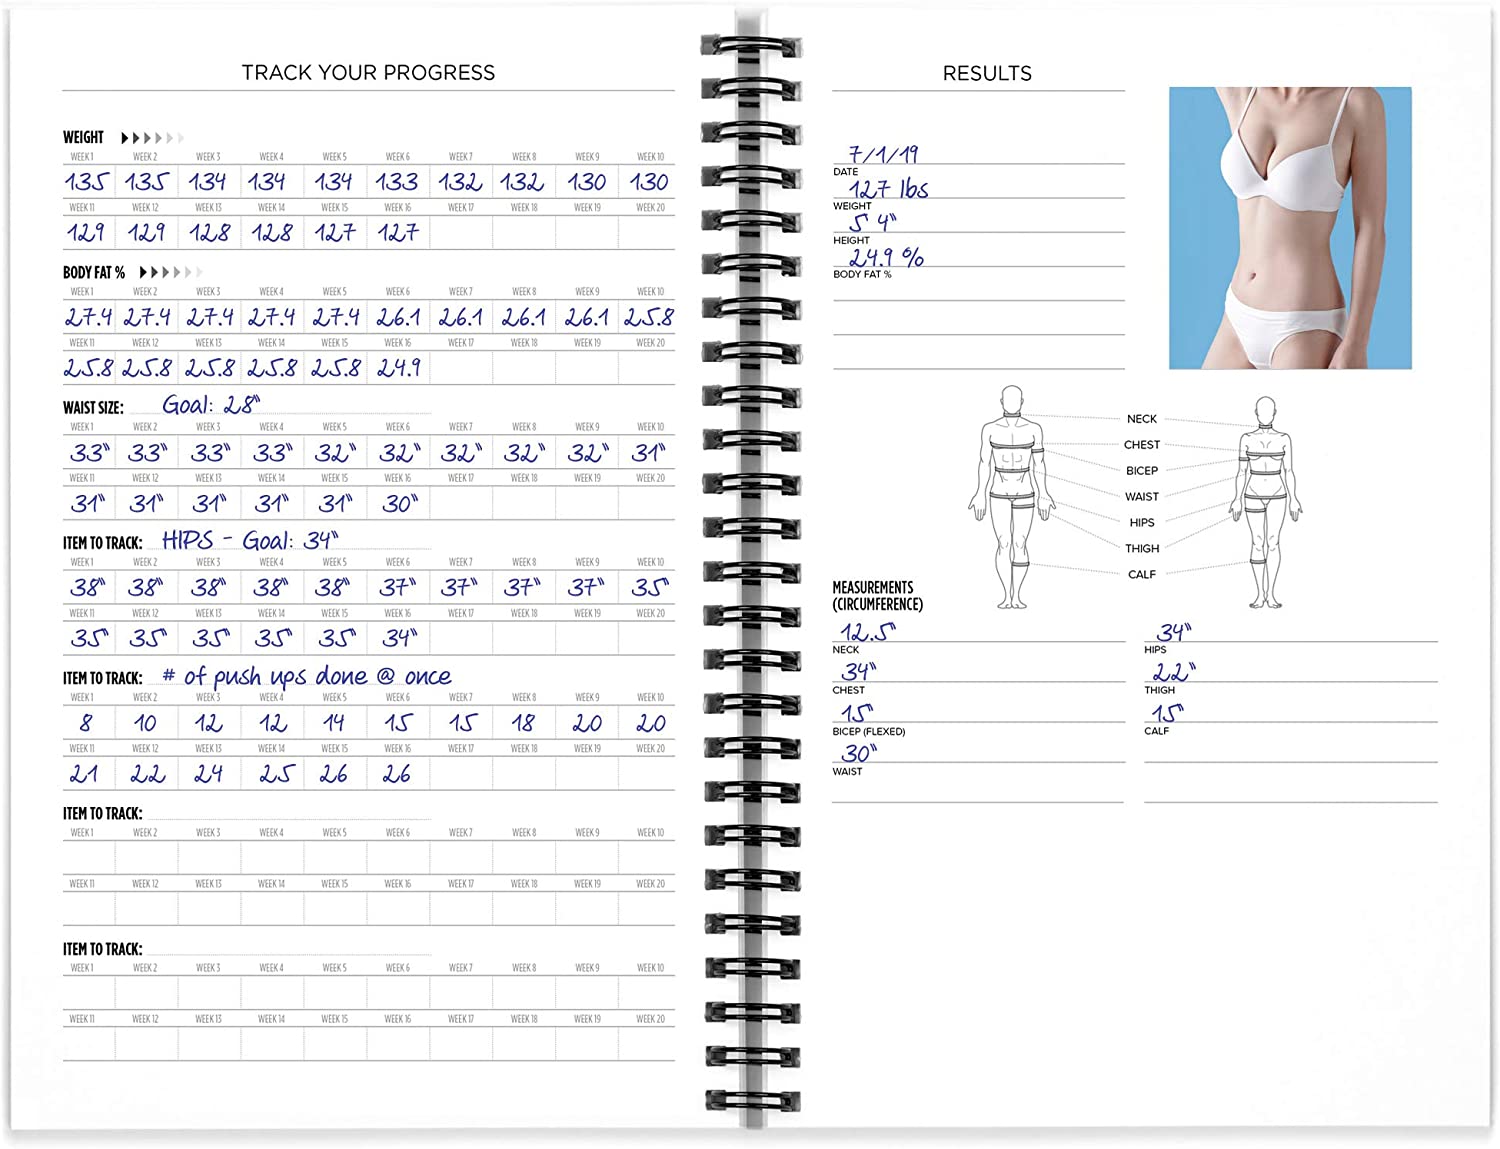 TRACK YOUR PROGRESS
WEIGHT
WEEK 1 WEEK 2 WEEK 3 WEEK 4 WEEK 5 WEEK 6 WEEK 7 WEEK 8 WEEK 9 WEEK 10
135 135 134 134 134 133 132 132 130 130
WEEK 11 WEEK 12 WEEK 13 WEEK 14 WEEK 15 WEEK 16 WEEK 17 WEEK 18 WEEK 19 WEEK 20
129 129 128 128 127 127
BODY FAT %
WEEK 1 WEEK 2 WEEK 3 WEEK 4 WEEK 5 WEEK 6 WEEK 7 WEEK 8 WEEK 9 WEEK 10
27.4 27.4 27.4 27.4 27.4 26.1 26.1 26.1 26.1 25.8
WEEK 11 WEEK 12 WEEK 13 WEEK 14 WEEK 15 WEEK 16 WEEK 17 WEEK 18 WEEK 19 WEEK 20
25.8 25.8 25.8 25.8 25.8 24.9
WAIST SIZE: Goal: 28"
WEEK 1 WEEK 2 WEEK 3 WEEK 4 WEEK 5 WEEK 6 WEEK 7 WEEK 8 WEEK 9 WEEK 10
33" 33" 33" 33" 32" 32" 32" 32" 32" 31"
WEEK 11 WEEK 12 WEEK 13 WEEK 14 WEEK 15 WEEK 16 WEEK 17 WEEK 18 WEEK 19 WEEK 20
31" 31" 31" 31" 31" 30"
ITEM TO TRACK: HIPS - Goal: 34"
WEEK 1 WEEK 2 WEEK 3 WEEK 4 WEEK 5 WEEK 6 WEEK 7 WEEK 8 WEEK 9 WEEK 10
38" 38" 38" 38" 38" 37" 37" 37" 37" 35"
WEEK 11 WEEK 12 WEEK 13 WEEK 14 WEEK 15 WEEK 16 WEEK 17 WEEK 18 WEEK 19 WEEK 20
35" 35" 35" 35" 35" 34"
ITEM TO TRACK: # of push ups done @ once
WEEK 1 WEEK 2 WEEK 3 WEEK 4 WEEK 5 WEEK 6 WEEK 7 WEEK 8 WEEK 9 WEEK 10
8 10 12 12 14 15 15 18 20 20
WEEK 11 WEEK 12 WEEK 13 WEEK 14 WEEK 15 WEEK 16 WEEK 17 WEEK 18 WEEK 19 WEEK 20
21 22 24 25 26 26
ITEM TO TRACK:
WEEK 1 WEEK 2 WEEK 3 WEEK 4 WEEK 5 WEEK 6 WEEK 7 WEEK 8 WEEK 9 WEEK 10
WEEK 11 WEEK 12 WEEK 13 WEEK 14 WEEK 15 WEEK 16 WEEK 17 WEEK 18 WEEK 19 WEEK 20
ITEM TO TRACK:
WEEK 1 WEEK 2 WEEK 3 WEEK 4 WEEK 5 WEEK 6 WEEK 7 WEEK 8 WEEK 9 WEEK 10
WEEK 11 WEEK 12 WEEK 13 WEEK 14 WEEK 15 WEEK 16 WEEK 17 WEEK 18 WEEK 19 WEEK 20
RESULTS
7/1/19
DATE
127 lbs
WEIGHT
5 4"
HEIGHT
24.9 %
BODY FAT %
NECK
CHEST
BICEP
WAIST
HIPS
THIGH
CALF
MEASUREMENTS
(CIRCUMFERENCE)
12.5"
NECK
34"
CHEST
15"
BICEP (FLEXED)
30"
WAIST
34"
HIPS
22"
THIGH
15"
CALF